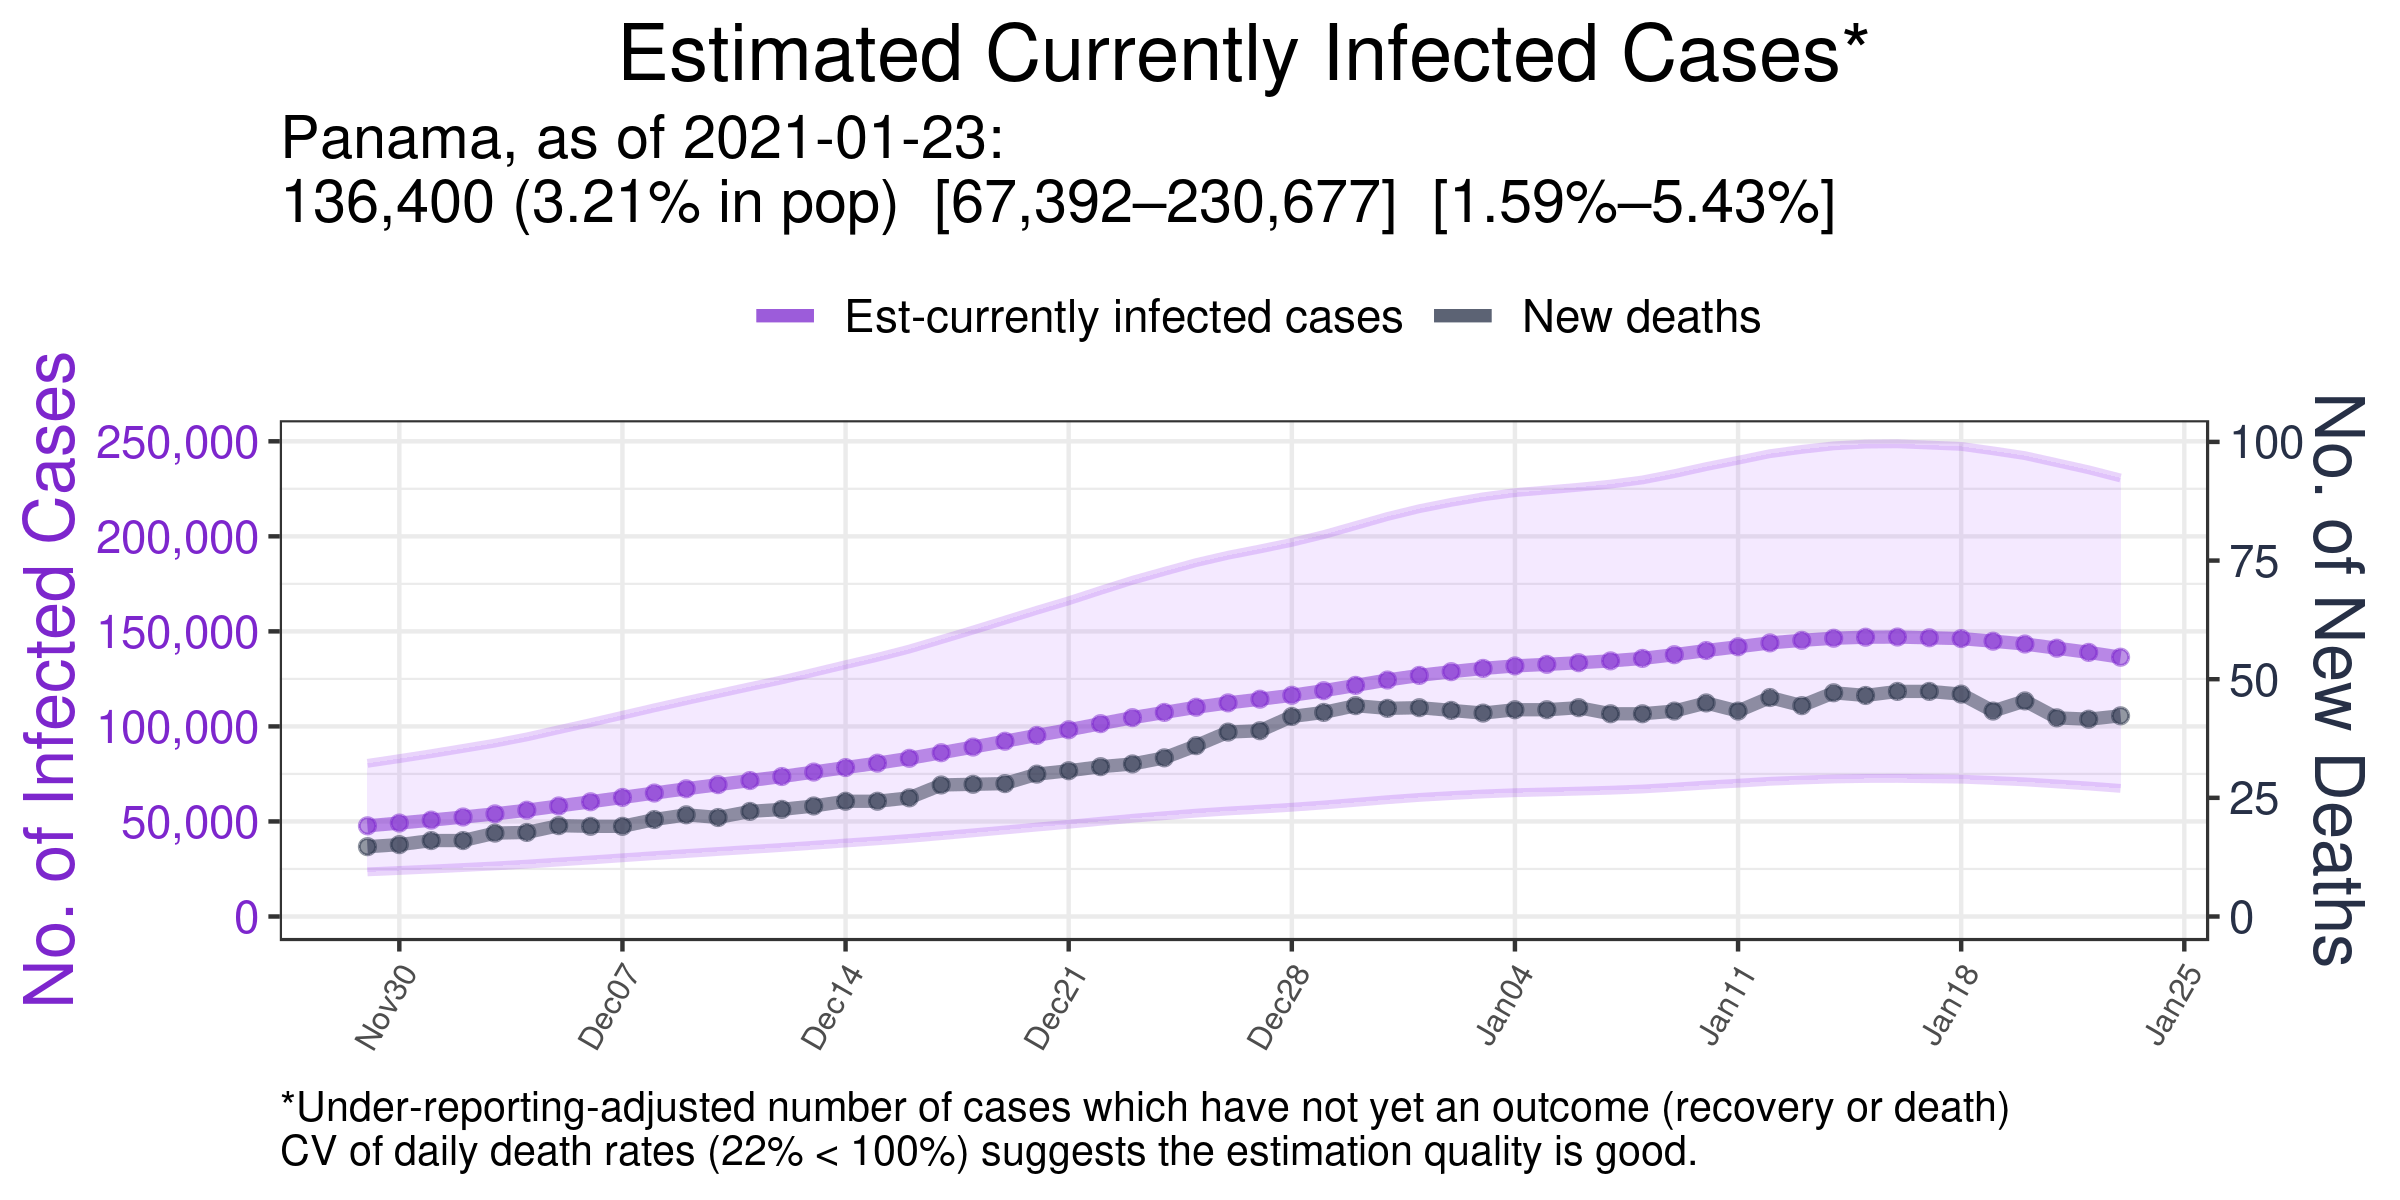 Estimated Currently Infected Cases*
Panama, as of 2021-01-23:
136,400 (3.21% in pop)  [67,392–230,677]  [1.59%–5.43%]
Est-currently infected cases
New deaths
No. of Infected Cases
250,000
200,000
150,000
100,000
50,000
0
100
75
50
25
0
No. of New Deaths
Nov30
Dec07
Dec14
Dec21
Dec28
Jan04
Jan11
Jan18
Jan25
*Under-reporting-adjusted number of cases which have not yet an outcome (recovery or death)
CV of daily death rates (22% < 100%) suggests the estimation quality is good.